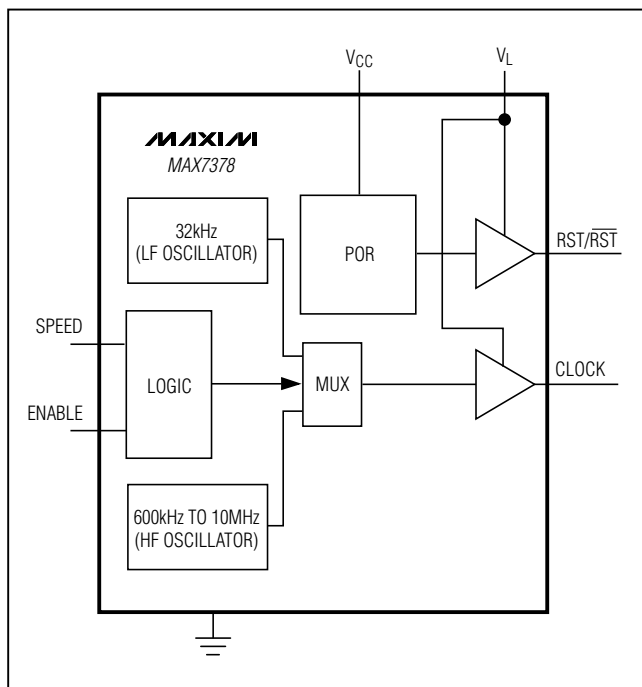 VCC
VL
MAXIM
MAX7378
32kHz
(LF OSCILLATOR)
POR
RST/R̅S̅T̅
SPEED
LOGIC
MUX
CLOCK
ENABLE
600kHz TO 10MHz
(HF OSCILLATOR)